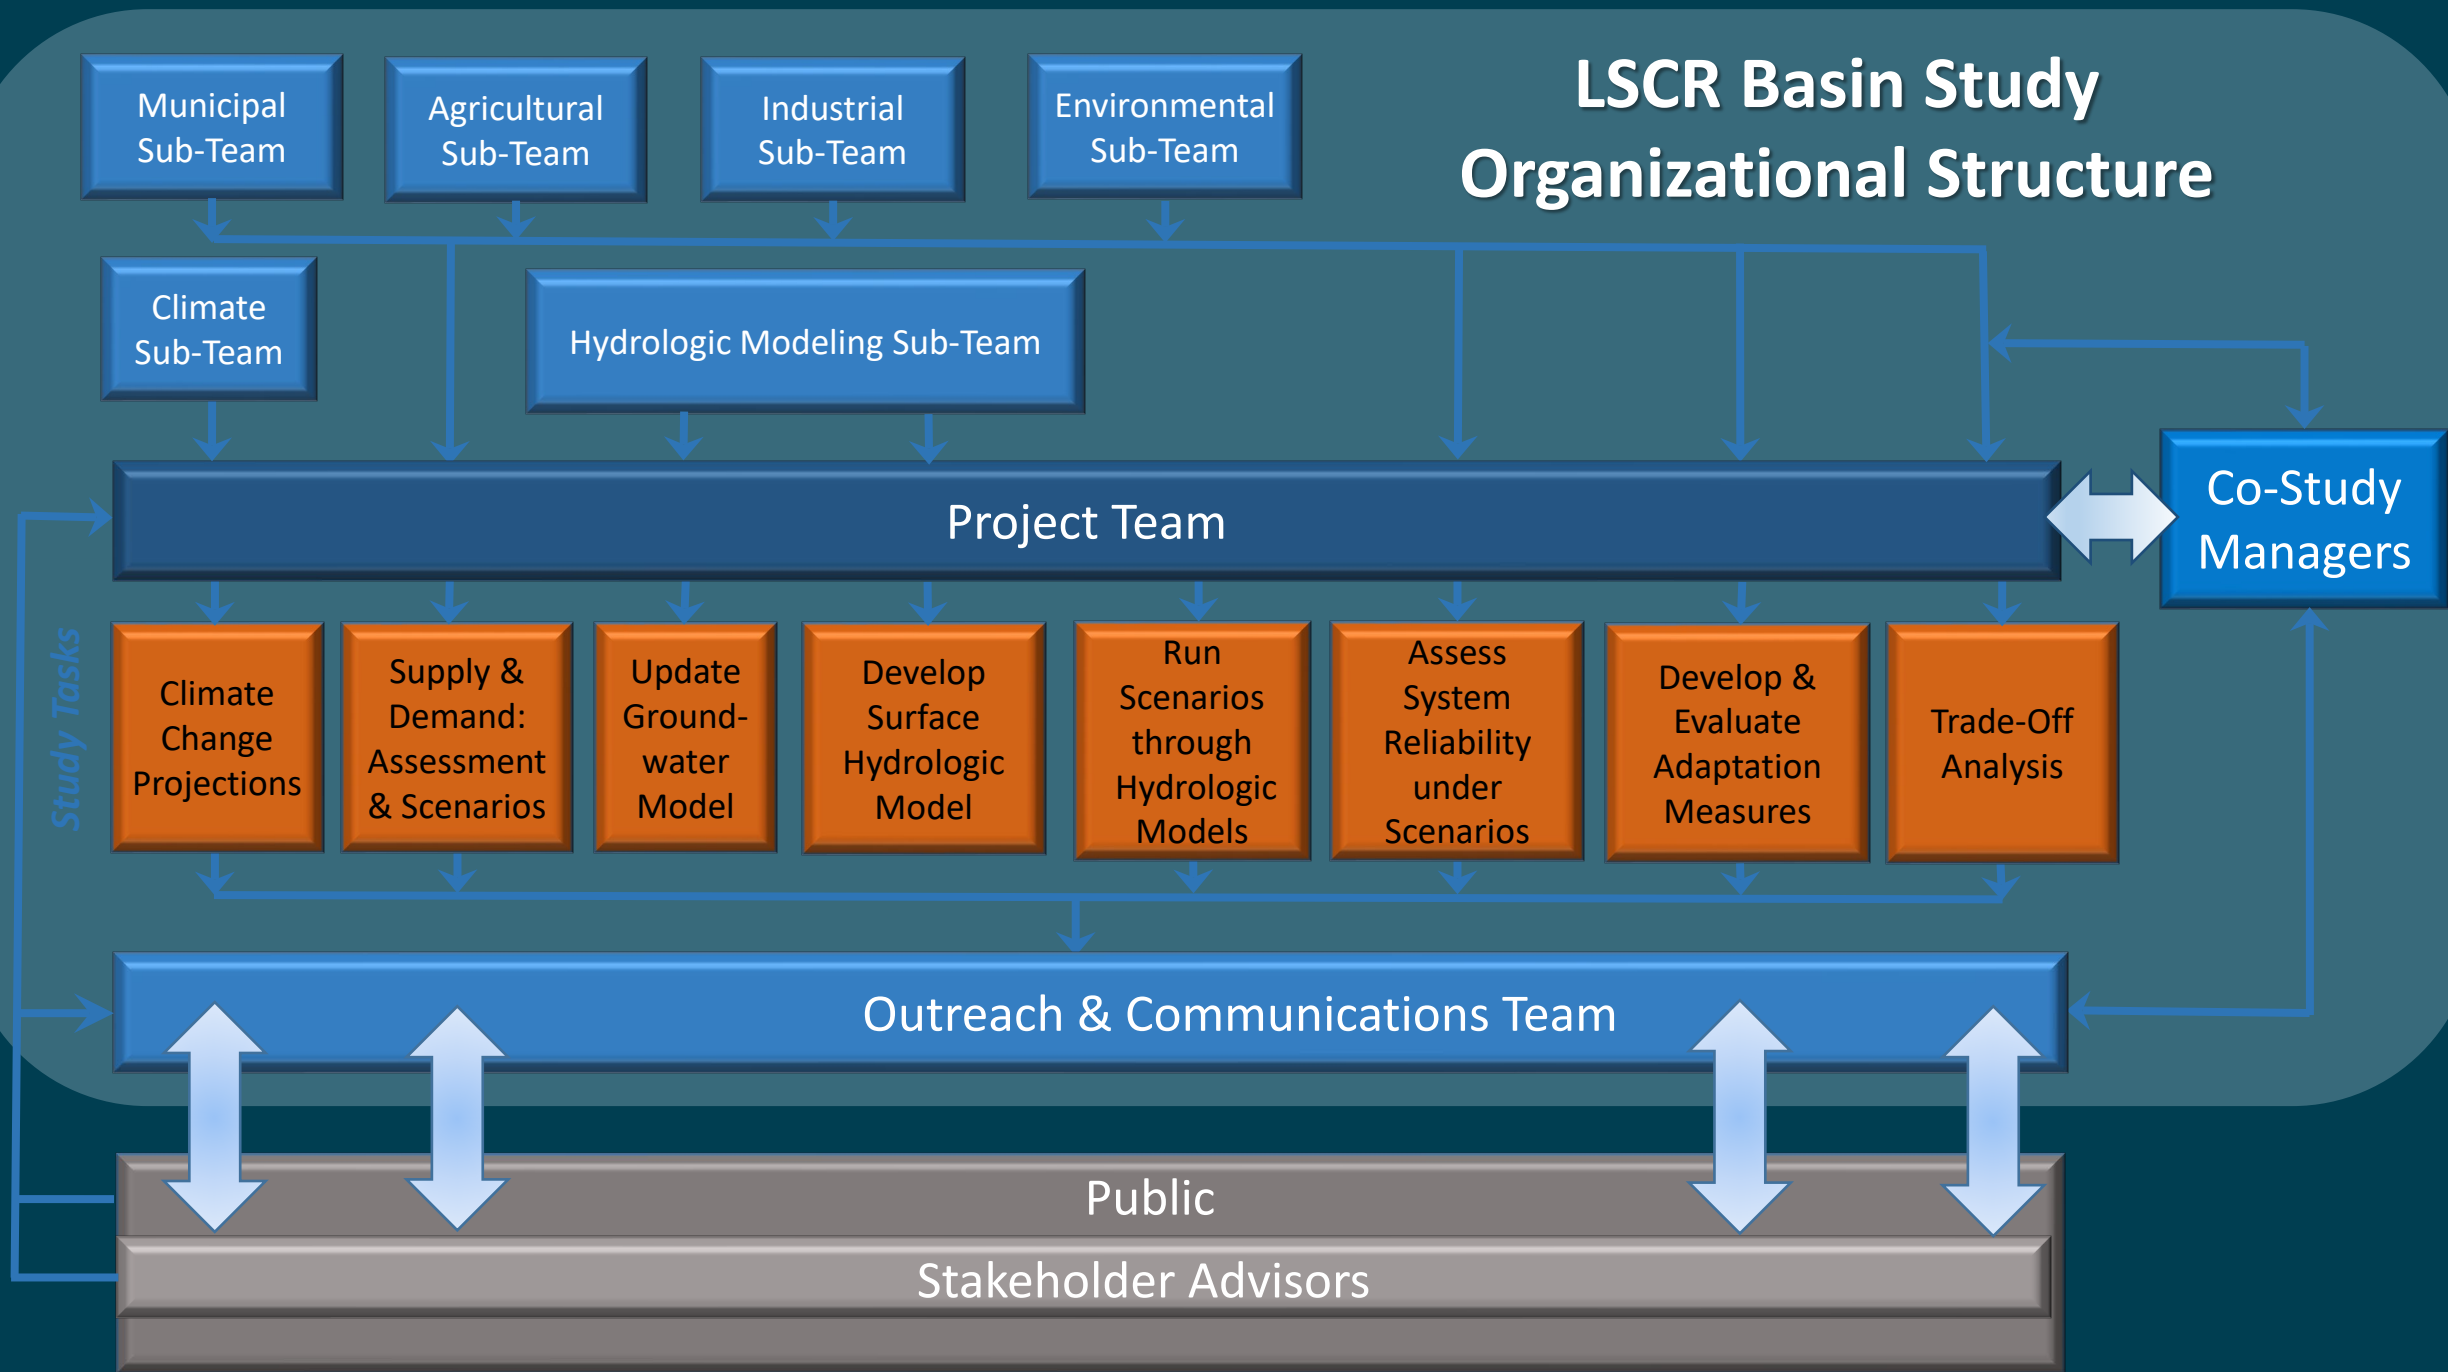 LSCR Basin Study
Organizational Structure
Municipal
Sub-Team
Agricultural
Sub-Team
Industrial
Sub-Team
Environmental
Sub-Team
Climate
Sub-Team
Hydrologic Modeling Sub-Team
Project Team
Co-Study
Managers
Study Tasks
Climate
Change
Projections
Supply &
Demand:
Assessment
& Scenarios
Update
Ground-
water
Model
Develop
Surface
Hydrologic
Model
Run
Scenarios
through
Hydrologic
Models
Assess
System
Reliability
under
Scenarios
Develop &
Evaluate
Adaptation
Measures
Trade-Off
Analysis
Outreach & Communications Team
Public
Stakeholder Advisors